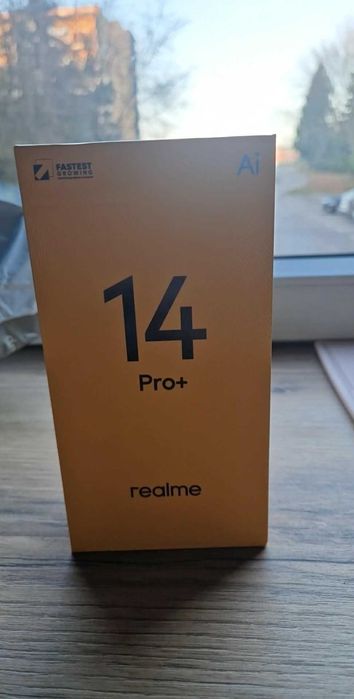 FASTEST
GROWING
Ai
14
Pro+
realme